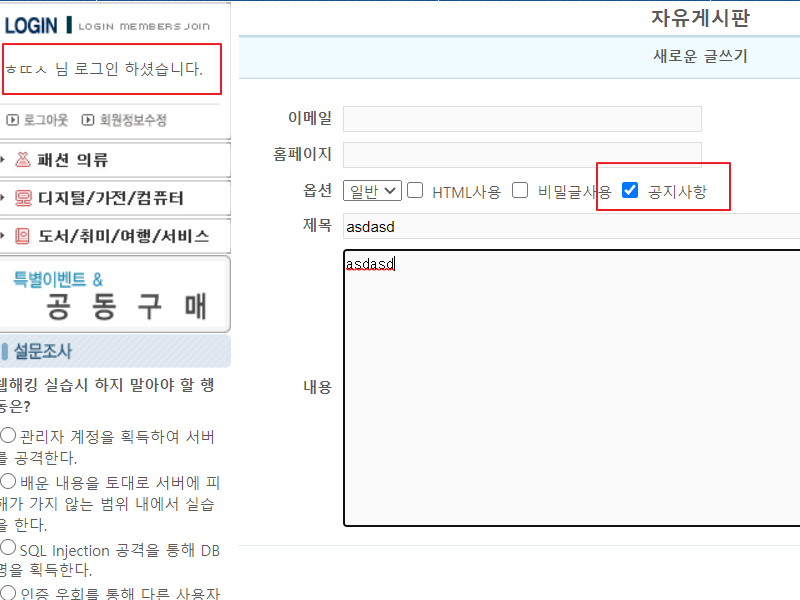 LOGIN LOGIN MEMBERS JOIN
ㅎㄸㅅ 님 로그인 하셨습니다.
로그아웃 회원정보수정
패션 의류
디지털/가전/컴퓨터
도서/취미/여행/서비스
특별이벤트 &
공동구매
설문조사
웹해킹 실습시 하지 말아야 할 행
동은?
관리자 계정을 획득하여 서버
를 공격한다.
배운 내용을 토대로 서버에 피
해가 가지 않는 범위 내에서 실습
을 한다.
SQL Injection 공격을 통해 DB
명을 획득한다.
인증 우회를 통해 다른 사용자
자유게시판
새로운 글쓰기
이메일
홈페이지
옵션 일반 HTML사용 비밀글사용 공지사항
제목 asdasd
asdasd
내용